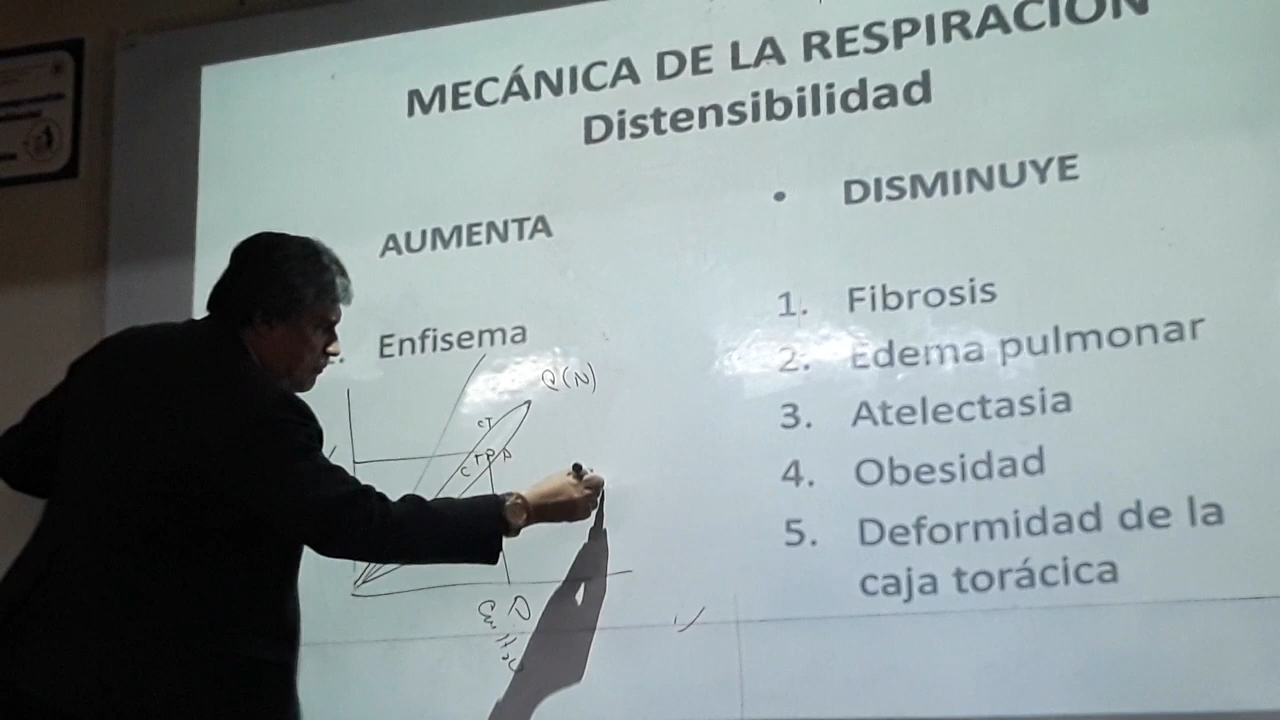 MECÁNICA DE LA RESPIRACIÓN
Distensibilidad
AUMENTA
Enfisema
• DISMINUYE
1. Fibrosis
2. Edema pulmonar
3. Atelectasia
4. Obesidad
5. Deformidad de la
caja torácica
(N)
CT